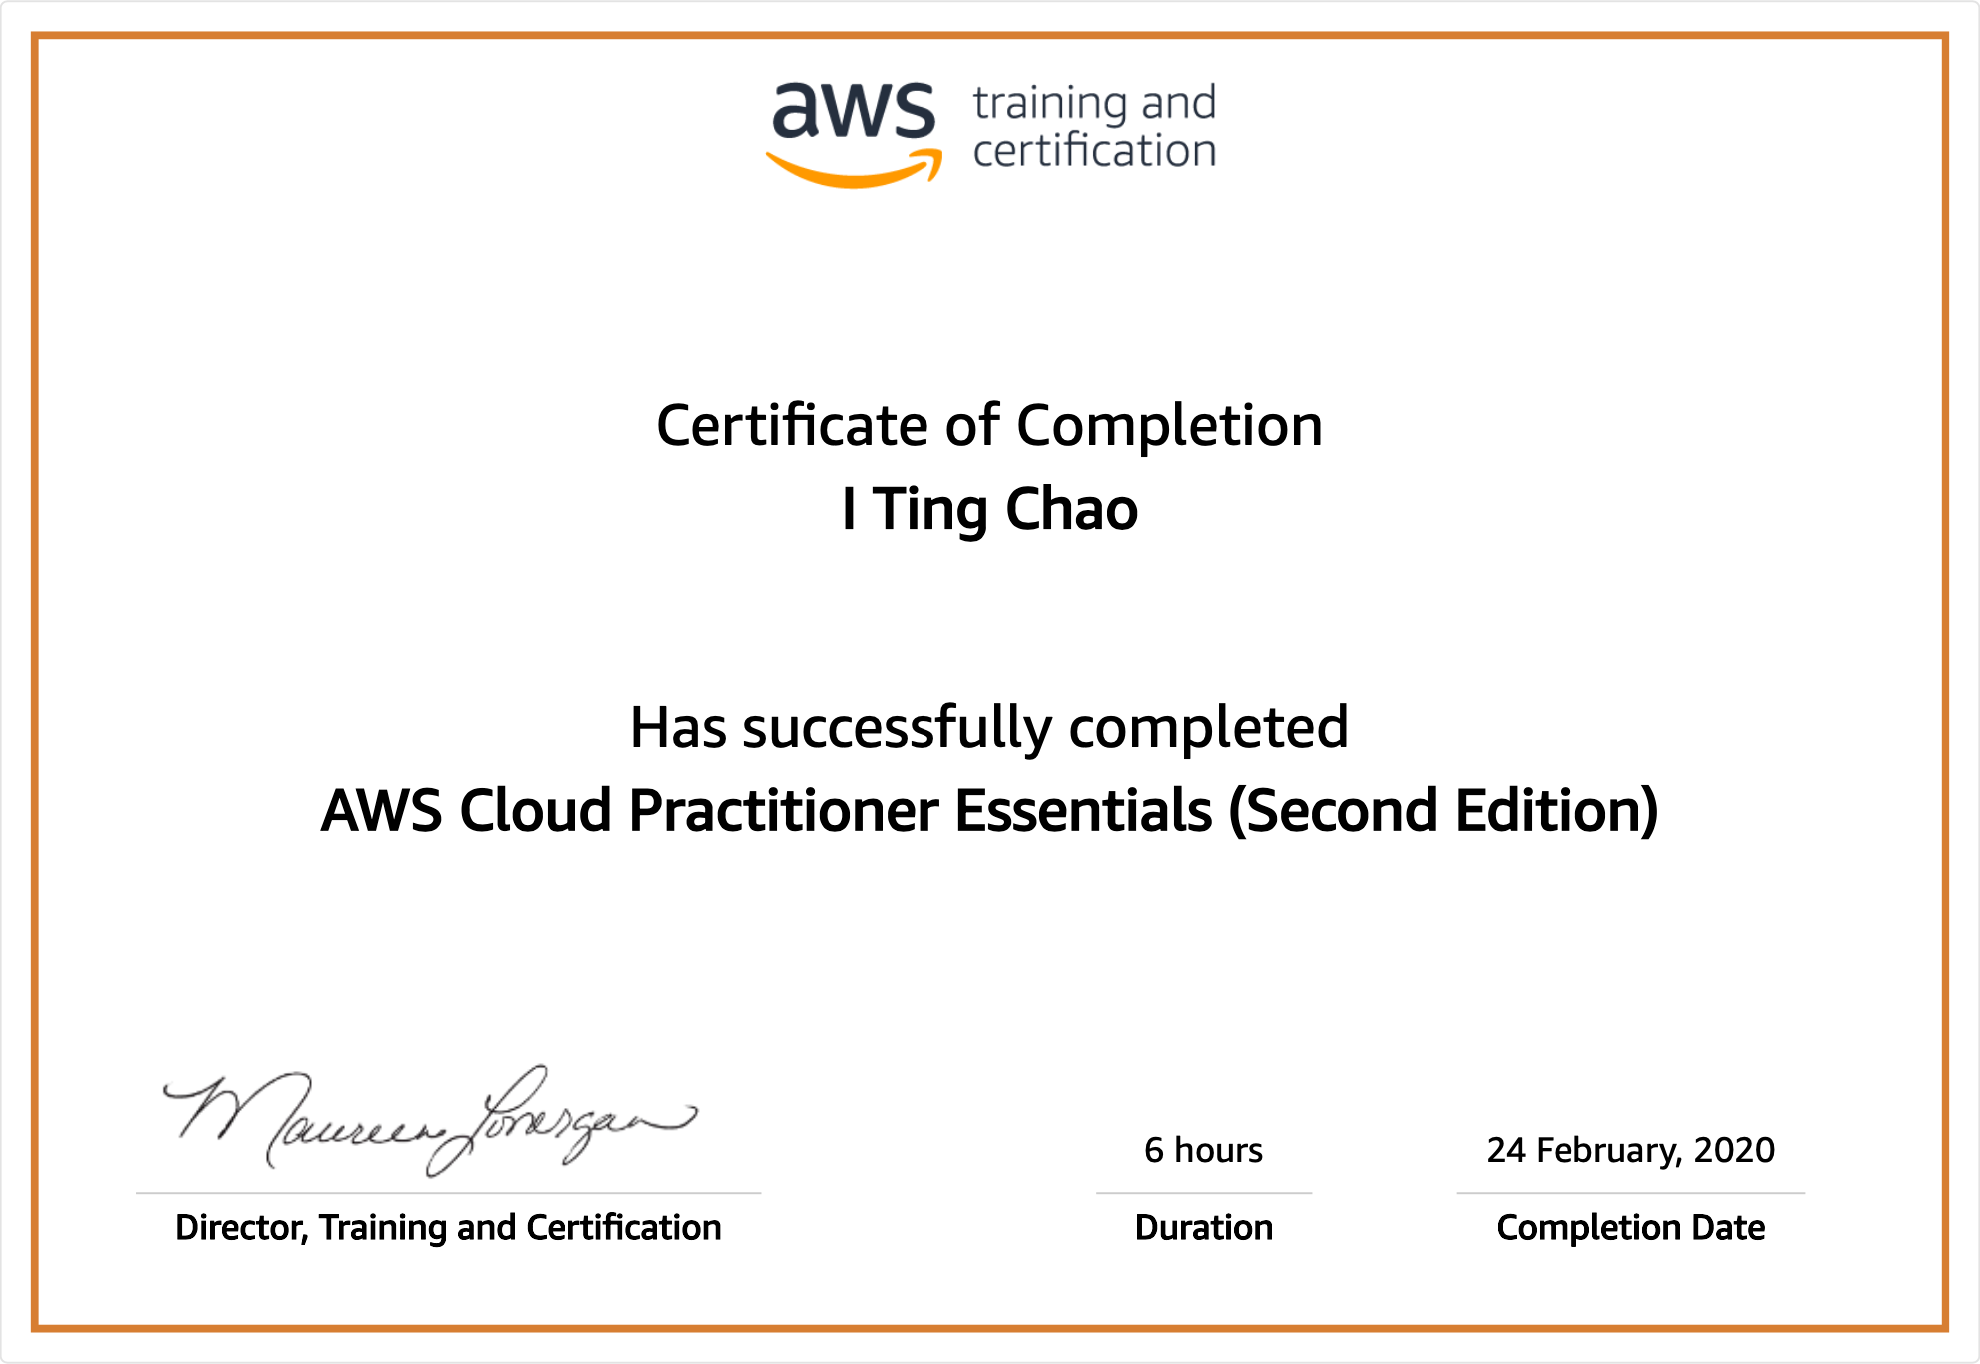 aws training and
certification
Certificate of Completion
I Ting Chao
Has successfully completed
AWS Cloud Practitioner Essentials (Second Edition)
Maureen Lonergan
6 hours
24 February, 2020
Director, Training and Certification
Duration
Completion Date